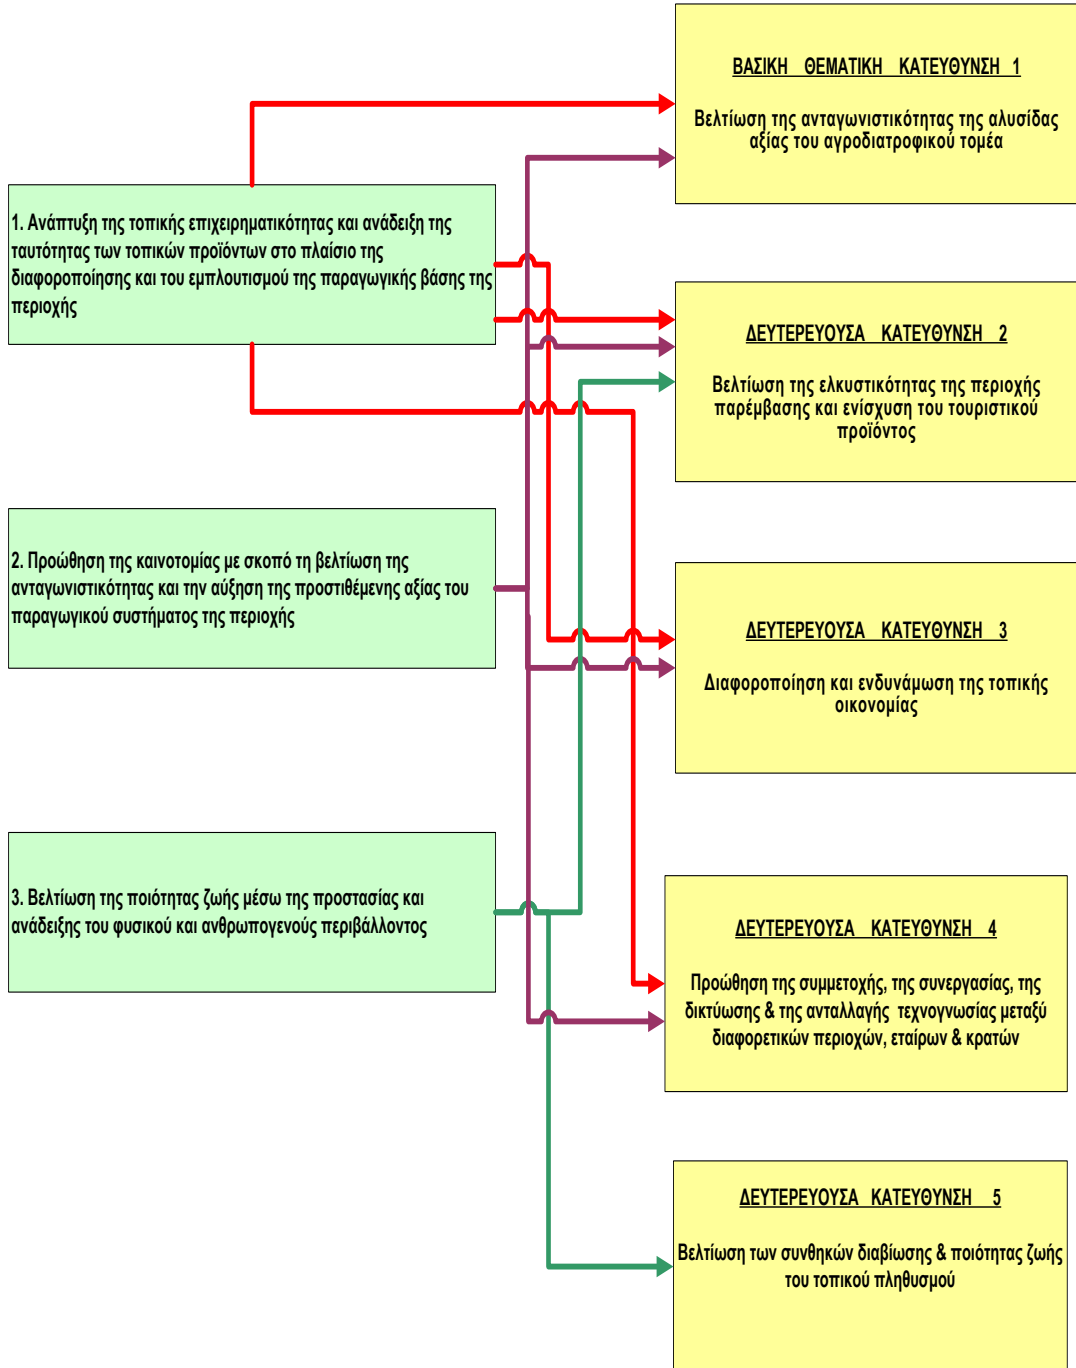 ΒΑΣΙΚΗ ΘΕΜΑΤΙΚΗ ΚΑΤΕΥΘΥΝΣΗ 1
Βελτίωση της ανταγωνιστικότητας της αλυσίδας
αξίας του αγροδιατροφικού τομέα
1. Ανάπτυξη της τοπικής επιχειρηματικότητας και ανάδειξη της
ταυτότητας των τοπικών προϊόντων στο πλαίσιο της
διαφοροποίησης και του εμπλουτισμού της παραγωγικής βάσης της
περιοχής
ΔΕΥΤΕΡΕΥΟΥΣΑ ΚΑΤΕΥΘΥΝΣΗ 2
Βελτίωση της ελκυστικότητας της περιοχής
παρέμβασης και ενίσχυση του τουριστικού
προϊόντος
2. Προώθηση της καινοτομίας με σκοπό τη βελτίωση της
ανταγωνιστικότητας και την αύξηση της προστιθέμενης αξίας του
παραγωγικού συστήματος της περιοχής
ΔΕΥΤΕΡΕΥΟΥΣΑ ΚΑΤΕΥΘΥΝΣΗ 3
Διαφοροποίηση και ενδυνάμωση της τοπικής
οικονομίας
3. Βελτίωση της ποιότητας ζωής μέσω της προστασίας και
ανάδειξης του φυσικού και ανθρωπογενούς περιβάλλοντος
ΔΕΥΤΕΡΕΥΟΥΣΑ ΚΑΤΕΥΘΥΝΣΗ 4
Προώθηση της συμμετοχής, της συνεργασίας, της
δικτύωσης & της ανταλλαγής τεχνογνωσίας μεταξύ
διαφορετικών περιοχών, εταίρων & κρατών
ΔΕΥΤΕΡΕΥΟΥΣΑ ΚΑΤΕΥΘΥΝΣΗ 5
Βελτίωση των συνθηκών διαβίωσης & ποιότητας ζωής
του τοπικού πληθυσμού